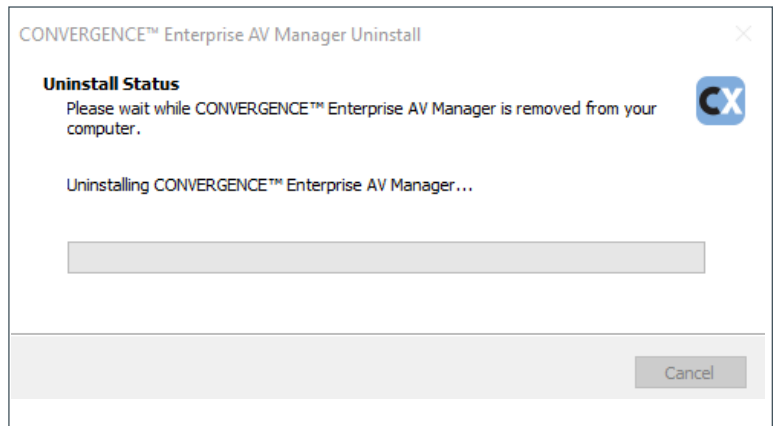 CONVERGENCE™ Enterprise AV Manager Uninstall
Uninstall Status
Please wait while CONVERGENCE™ Enterprise AV Manager is removed from your
computer.
CX
Uninstalling CONVERGENCE™ Enterprise AV Manager...
Cancel